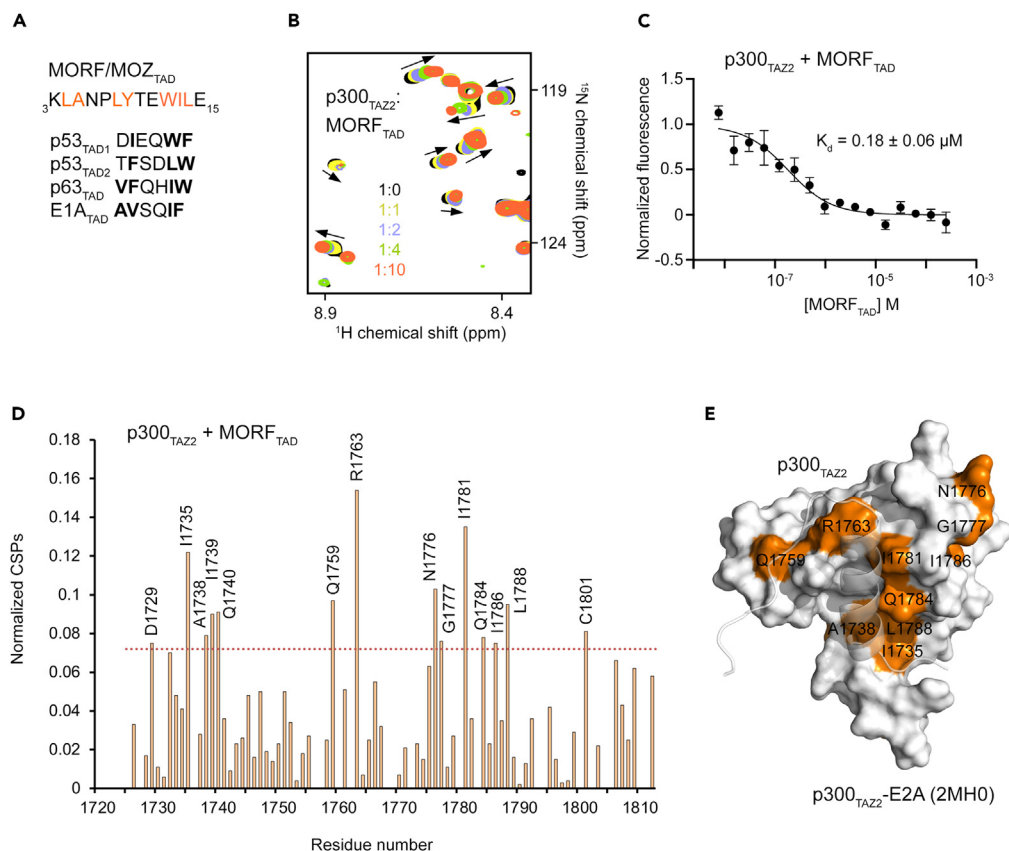 A
MORF/MOZTAD
3KLANPLYTEWILE15
p53TAD1 DIEQWF
p53TAD2 TFSDLW
p63TAD VFQHIW
E1ATAD AVSQIF
B
p300TAZ2:
MORFTAD
1:0
1:1
1:2
1:4
1:10
119
124
15N chemical shift (ppm)
8.9
8.4
1H chemical shift (ppm)
C
p300TAZ2 + MORFTAD
Kd = 0.18 ± 0.06 µM
Normalized fluorescence
1.5
1.0
0.5
0
-0.5
10-7
10-5
10-3
[MORFTAD] M
D
p300TAZ2 + MORFTAD
Normalized CSPs
0.18
0.16
0.14
0.12
0.10
0.08
0.06
0.04
0.02
0
D1729
I1735
A1738
I1739
Q1740
Q1759
R1763
N1776
G1777
I1781
Q1784
I1786
L1788
C1801
1720
1730
1740
1750
1760
1770
1780
1790
1800
1810
Residue number
E
p300TAZ2
N1776
R1763
G1777
Q1759
I1781
I1786
Q1784
A1738
L1788
I1735
p300TAZ2-E2A (2MH0)